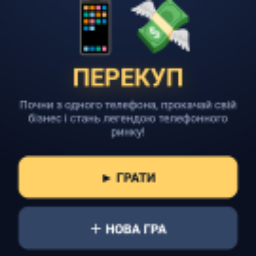 ПЕРЕКУП
Почни з одного телефона, прокачай свій
бізнес і стань легендою телефонного
ринку!
▶ ГРАТИ
+ НОВА ГРА